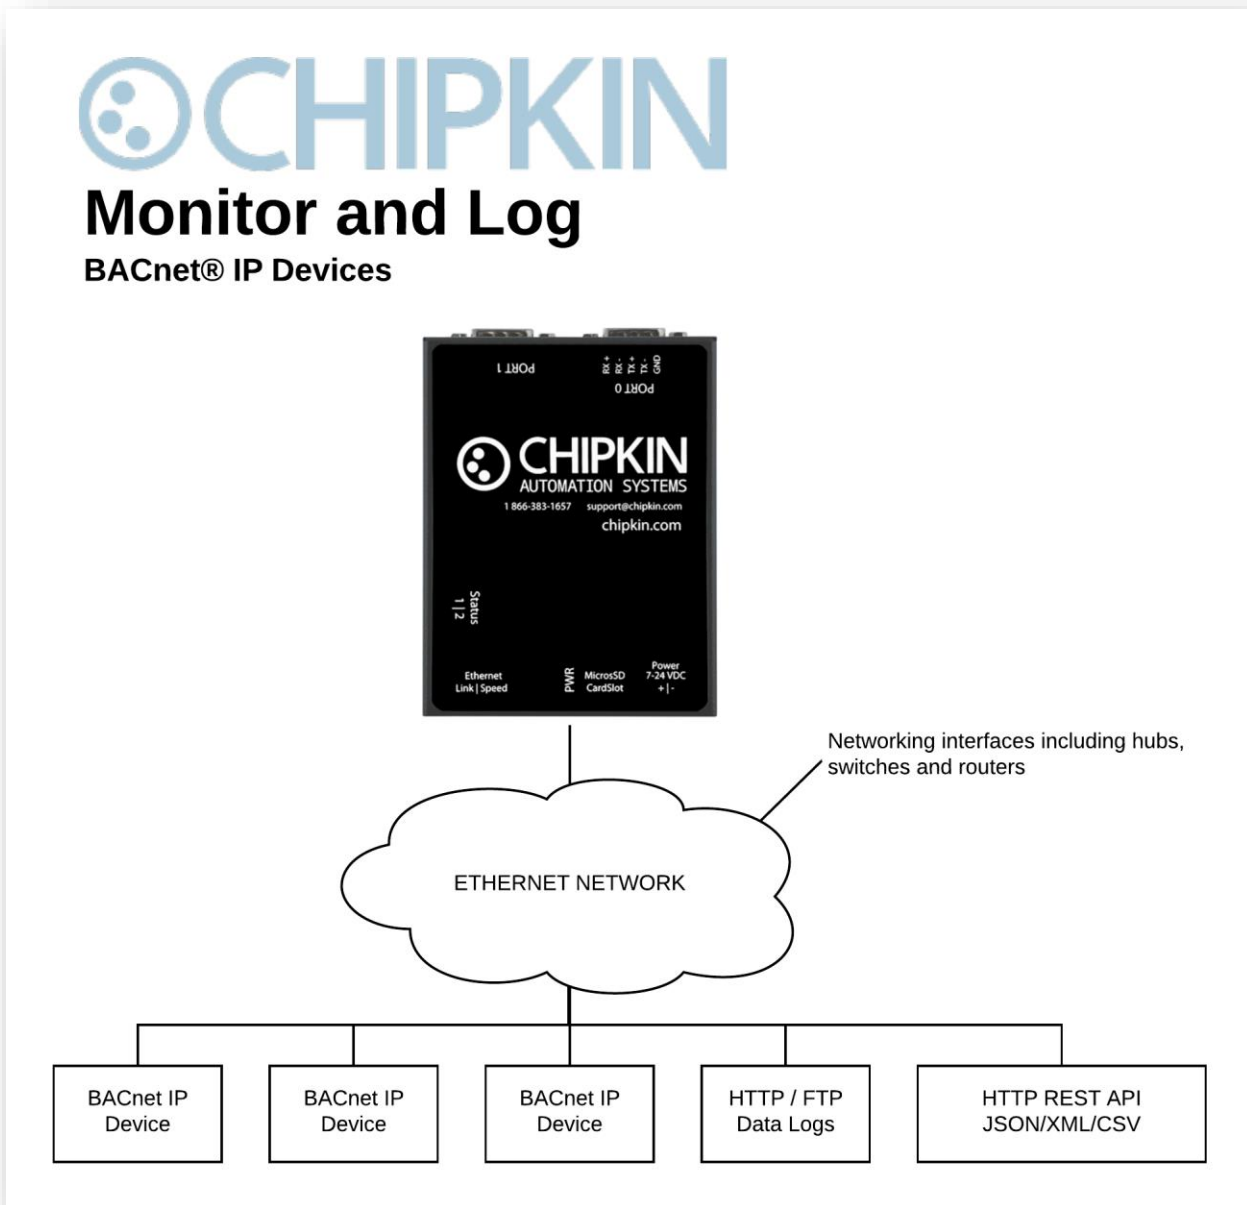 CHIPKIN
Monitor and Log
BACnet® IP Devices
PORT 1
RX +
RX -
TX +
TX -
GND
PORT 0
CHIPKIN
AUTOMATION SYSTEMS
1 866-383-1657 support@chipkin.com
chipkin.com
Status
1 | 2
Ethernet
Link | Speed
PWR
MicrosSD
CardSlot
Power
7-24 VDC
+ | -
Networking interfaces including hubs,
switches and routers
ETHERNET NETWORK
BACnet IP
Device
BACnet IP
Device
BACnet IP
Device
HTTP / FTP
Data Logs
HTTP REST API
JSON/XML/CSV